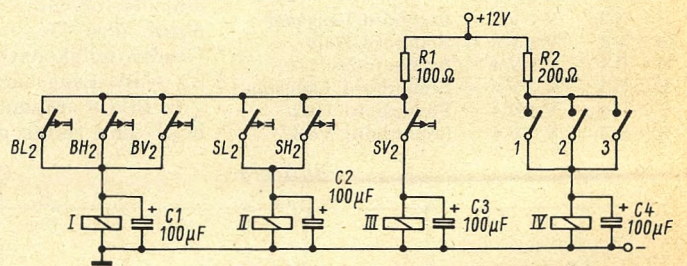 +12V
R1
100Ω
R2
200Ω
BL2
BH2
BV2
SL2
SH2
SV2
1
2
3
I
+
C1
100μF
II
+
C2
100μF
III
+
C3
100μF
IV
+
C4
100μF
−